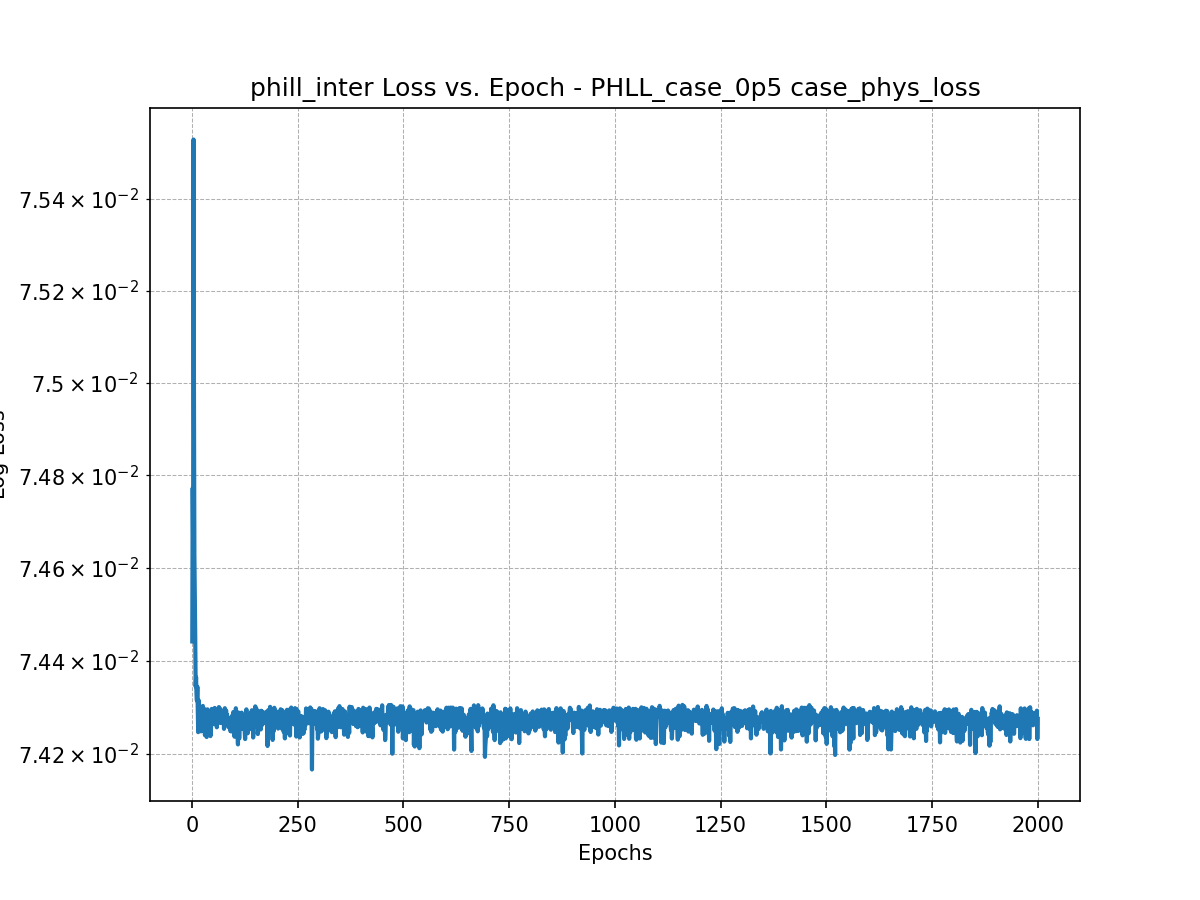 phill_inter Loss vs. Epoch - PHLL_case_0p5 case_phys_loss
7.54 × 10⁻²
7.52 × 10⁻²
7.5 × 10⁻²
7.48 × 10⁻²
7.46 × 10⁻²
7.44 × 10⁻²
7.42 × 10⁻²
0 250 500 750 1000 1250 1500 1750 2000
Epochs